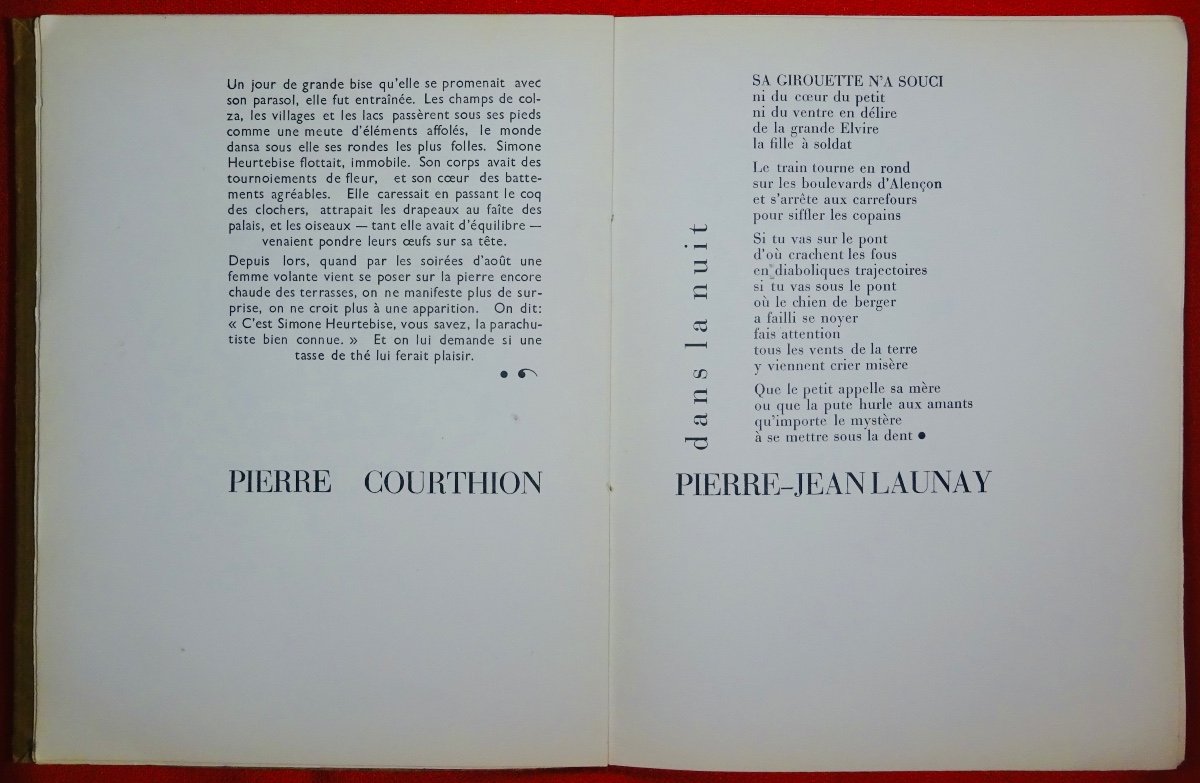 Un jour de grande bise qu'elle se promenait avec
son parasol, elle fut entraînée. Les champs de col-
za, les villages et les lacs passèrent sous ses pieds
comme une meute d'éléments affolés, le monde
dansa sous elle ses rondes les plus folles. Simone
Heurtebise flottait, immobile. Son corps avait des
tournoiements de fleur, et son cœur des batte-
ments agréables. Elle caressait en passant le coq
des clochers, attrapait les drapeaux au faîte des
palais, et les oiseaux — tant elle avait d'équilibre —
venaient pondre leurs œufs sur sa tête.
Depuis lors, quand par les soirées d'août une
femme volante vient se poser sur la pierre encore
chaude des terrasses, on ne manifeste plus de sur-
prise, on ne croit plus à une apparition. On dit:
« C'est Simone Heurtebise, vous savez, la parachu-
tiste bien connue. » Et on lui demande si une
tasse de thé lui ferait plaisir.
PIERRE COURTHION
dans la nuit
SA GIROUETTE N'A SOUCI
ni du cœur du petit
ni du ventre en délire
de la grande Elvire
la fille à soldat
Le train tourne en rond
sur les boulevards d'Alençon
et s'arrête aux carrefours
pour siffler les copains
Si tu vas sur le pont
d'où crachent les fous
en diaboliques trajectoires
si tu vas sous le pont
où le chien de berger
a failli se noyer
fais attention
tous les vents de la terre
y viennent crier misère
Que le petit appelle sa mère
ou que la pute hurle aux amants
qu'importe le mystère
à se mettre sous la dent ●
PIERRE-JEAN LAUNAY